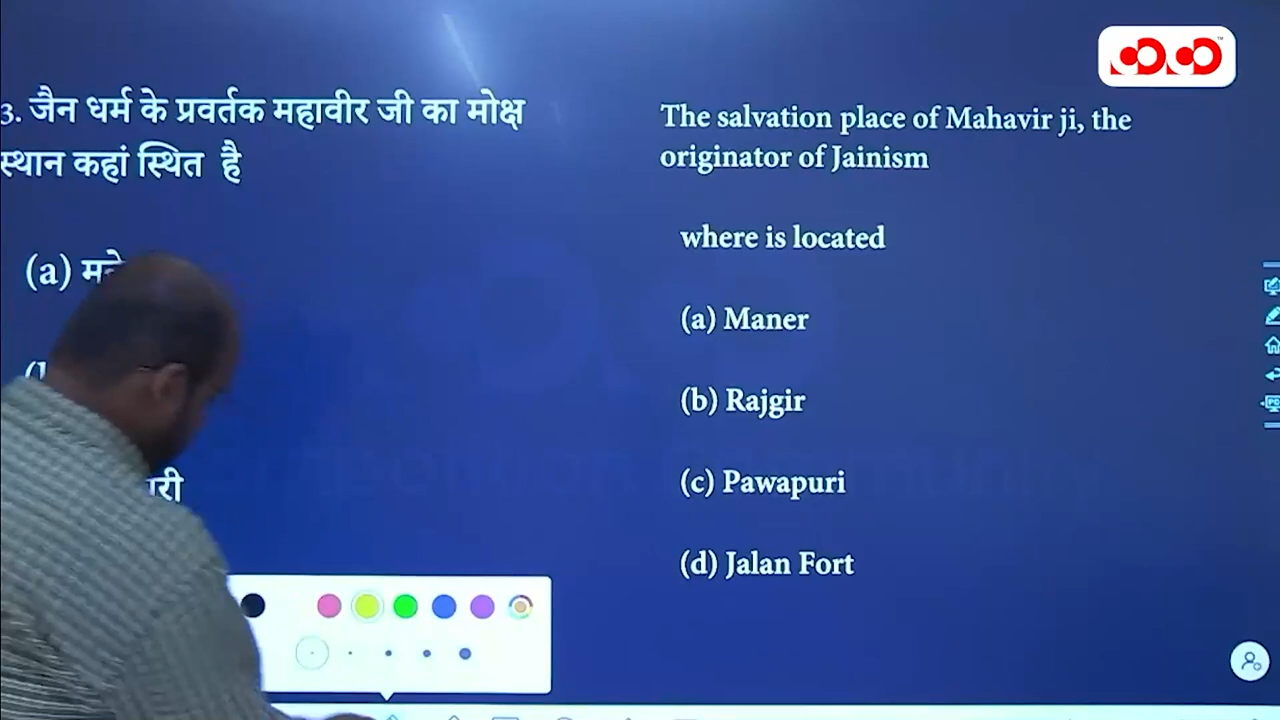 3. जैन धर्म के प्रवर्तक महावीर जी का मोक्ष
स्थान कहां स्थित है
(a)
The salvation place of Mahavir ji, the
originator of Jainism
where is located
(a) Maner
(b) Rajgir
(c) Pawapuri
(d) Jalan Fort